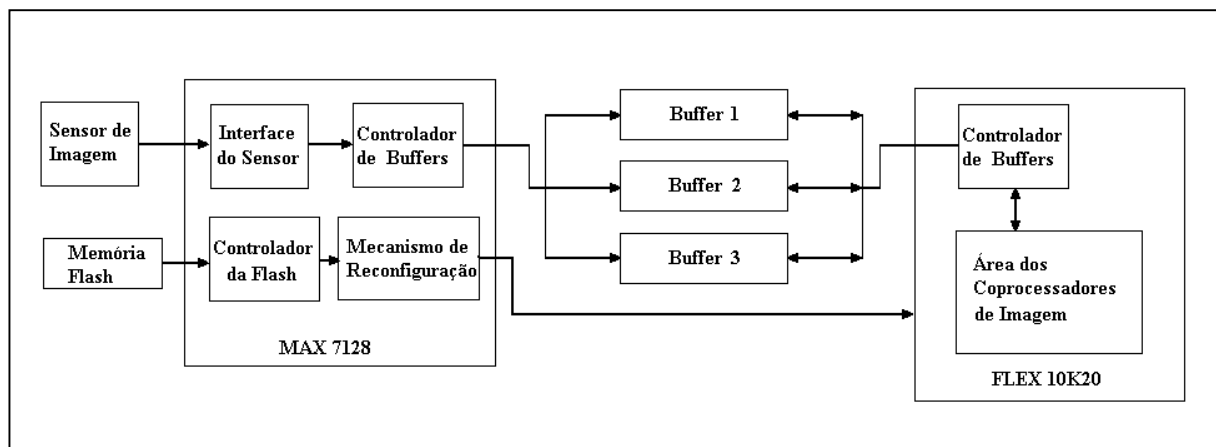 Sensor de
Imagem
Interface
do Sensor
Controlador
de Buffers
Buffer 1
Buffer 2
Buffer 3
Controlador
de Buffers
Memória
Flash
Controlador
da Flash
Mecanismo de
Reconfiguração
MAX 7128
Área dos
Coprocessadores
de Imagem
FLEX 10K20